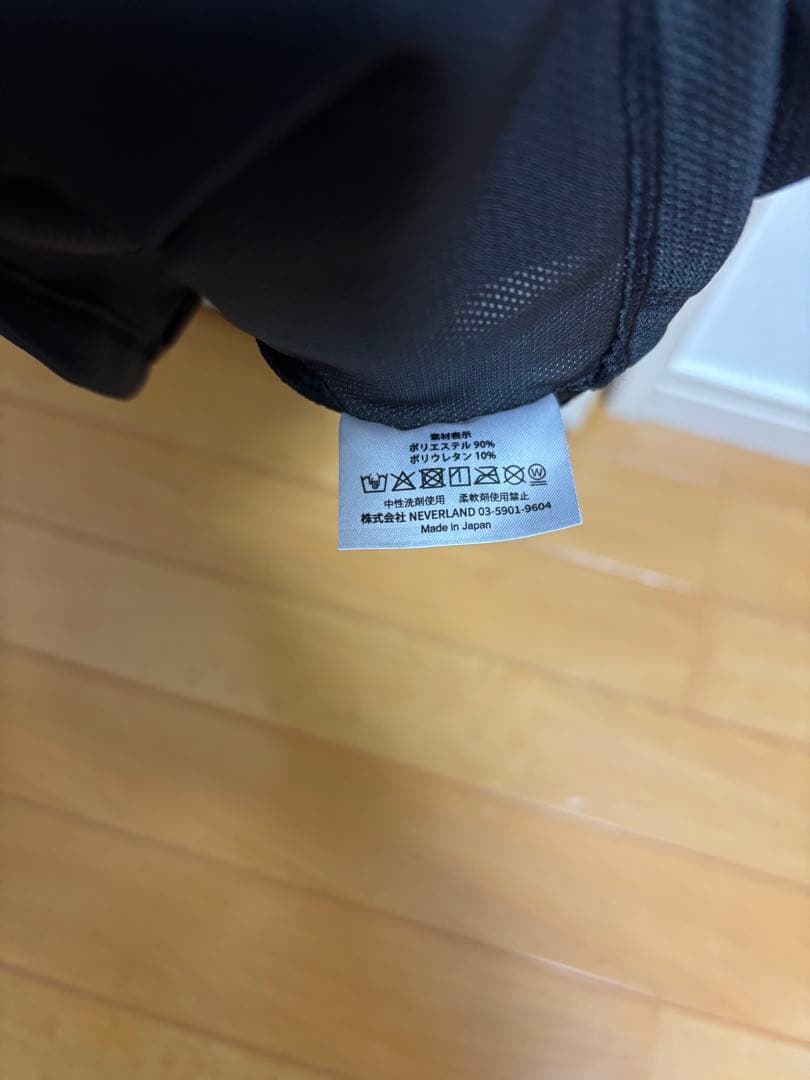 素材表示
ポリエステル 90%
ポリウレタン 10%
中性洗剤使用 柔軟剤使用禁止
株式会社 NEVERLAND 03-5901-9604
Made in Japan